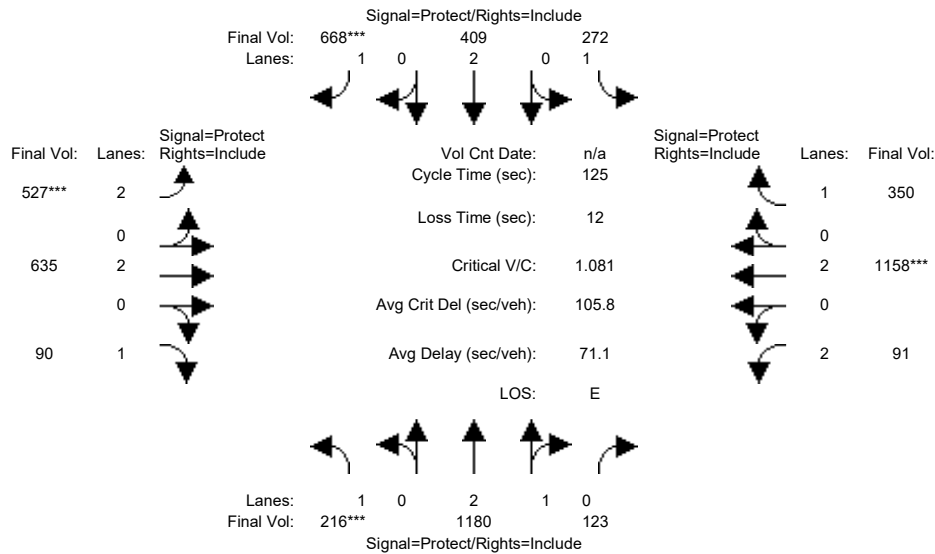 Signal=Protect/Rights=Include
Final Vol: 668*** 409 272
Lanes: 1 0 2 0 1
Signal=Protect Signal=Protect
Final Vol: Lanes: Rights=Include Vol Cnt Date: n/a Rights=Include Lanes: Final Vol:
Cycle Time (sec): 125
527*** 2 1 350
Loss Time (sec): 12
0 0
635 2 Critical V/C: 1.081 2 1158***
0 Avg Crit Del (sec/veh): 105.8 0
90 1 Avg Delay (sec/veh): 71.1 2 91
LOS: E
Lanes: 1 0 2 1 0
Final Vol: 216*** 1180 123
Signal=Protect/Rights=Include